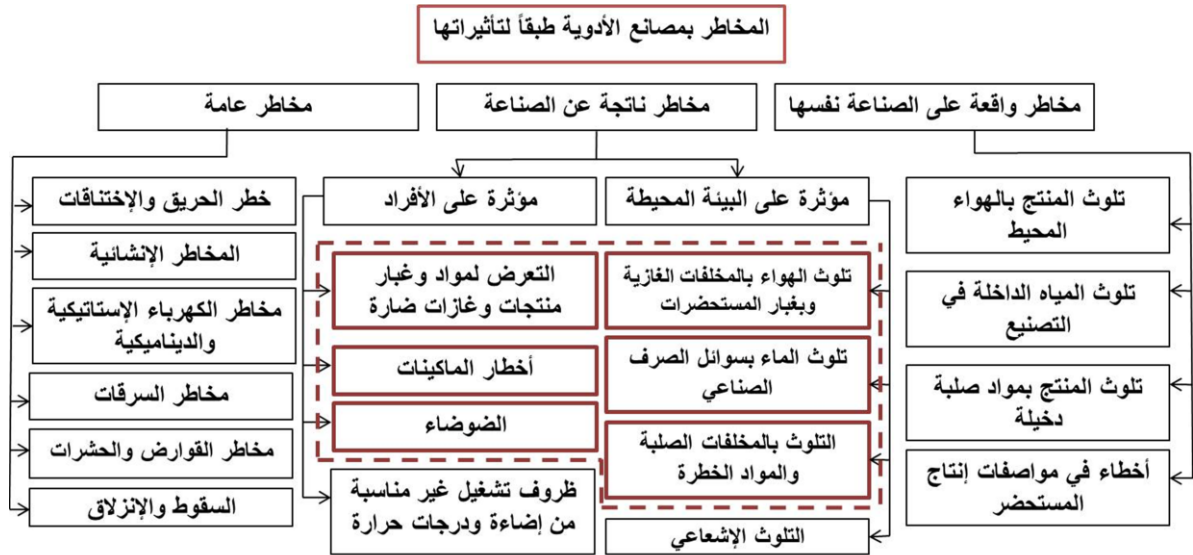 المخاطر بمصانع الأدوية طبقاً لتأثيراتها
مخاطر واقعة على الصناعة نفسها
مخاطر ناتجة عن الصناعة
مخاطر عامة
تلوث المنتج بالهواء
المحيط
تلوث المياه الداخلة في
التصنيع
تلوث المنتج بمواد صلبة
دخيلة
أخطاء في مواصفات إنتاج
المستحضر
مؤثرة على البيئة المحيطة
تلوث الهواء بالمخلفات الغازية
وبغبار المستحضرات
تلوث الماء بسوائل الصرف
الصناعي
التلوث بالمخلفات الصلبة
والمواد الخطرة
التلوث الإشعاعي
مؤثرة على الأفراد
التعرض لمواد وغبار
منتجات وغازات ضارة
أخطار الماكينات
الضوضاء
ظروف تشغيل غير مناسبة
من إضاءة ودرجات حرارة
خطر الحريق والإختناقات
المخاطر الإنشائية
مخاطر الكهرباء الإستاتيكية
والديناميكية
مخاطر السرقات
مخاطر القوارض والحشرات
السقوط والإنزلاق